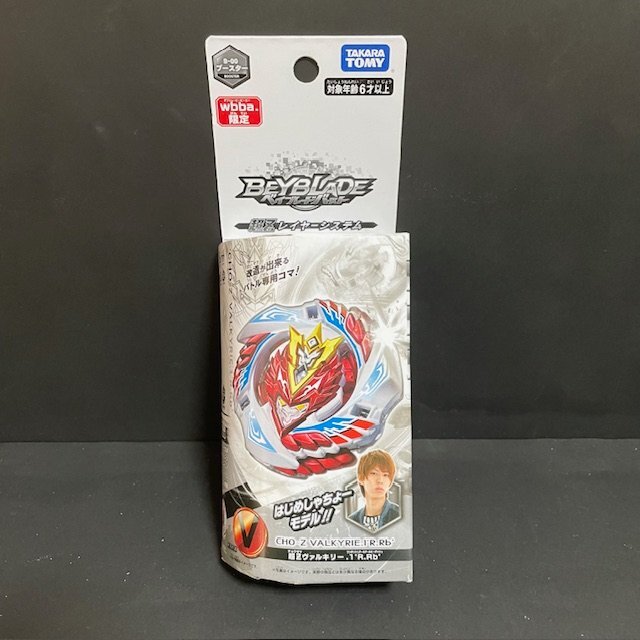 B-00
ブースター
BOOSTER
TAKARA
TOMY
wbba.
限定
対象年齢6才以上
BEYBLADE
ベイブレードバースト
超Z レイヤーシステム
改造が出来る
バトル専用コマ!
CHO-Z VALKYRIE
はじめしゃちょー
モデル!!
V
CHO-Z VALKYRIE.1'R.Rb'
超Zヴァルキリー.1'R.Rb'